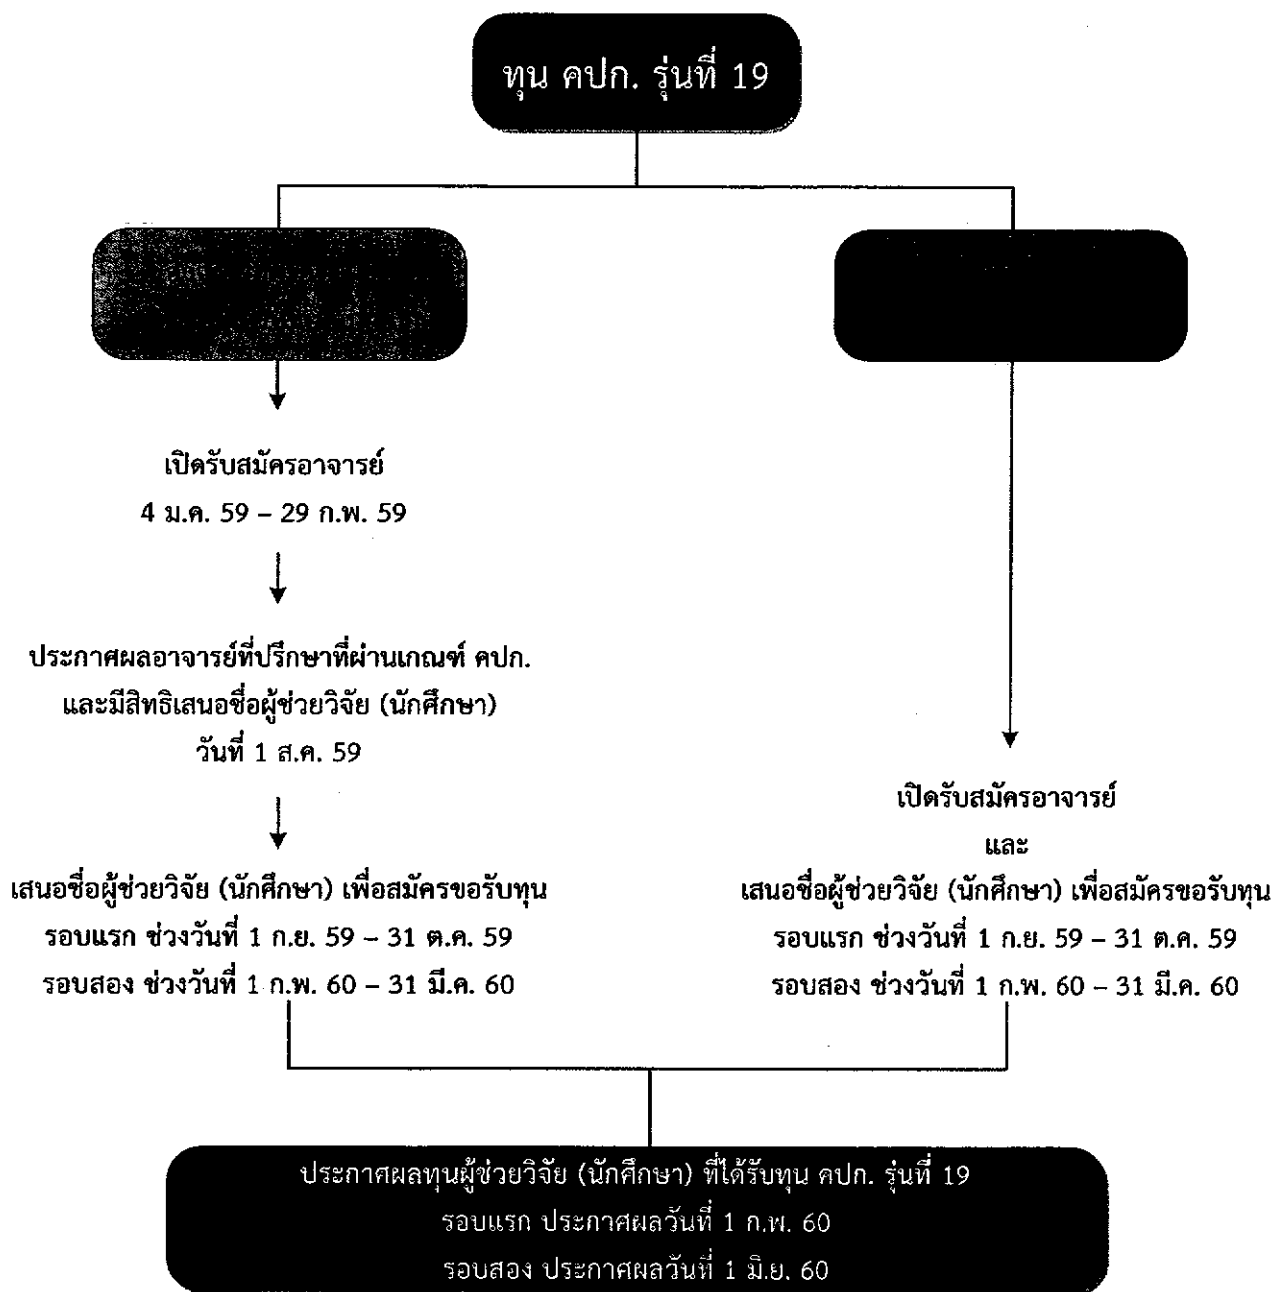 ทุน คปก. รุ่นที่ 19
เปิดรับสมัครอาจารย์
4 ม.ค. 59 – 29 ก.พ. 59
ประกาศผลอาจารย์ที่ปรึกษาที่ผ่านเกณฑ์ คปก.
และมีสิทธิเสนอชื่อผู้ช่วยวิจัย (นักศึกษา)
วันที่ 1 ส.ค. 59
เสนอชื่อผู้ช่วยวิจัย (นักศึกษา) เพื่อสมัครขอรับทุน
รอบแรก ช่วงวันที่ 1 ก.ย. 59 – 31 ต.ค. 59
รอบสอง ช่วงวันที่ 1 ก.พ. 60 – 31 มี.ค. 60
เปิดรับสมัครอาจารย์
และ
เสนอชื่อผู้ช่วยวิจัย (นักศึกษา) เพื่อสมัครขอรับทุน
รอบแรก ช่วงวันที่ 1 ก.ย. 59 – 31 ต.ค. 59
รอบสอง ช่วงวันที่ 1 ก.พ. 60 – 31 มี.ค. 60
ประกาศผลทุนผู้ช่วยวิจัย (นักศึกษา) ที่ได้รับทุน คปก. รุ่นที่ 19
รอบแรก ประกาศผลวันที่ 1 ก.พ. 60
รอบสอง ประกาศผลวันที่ 1 มิ.ย. 60